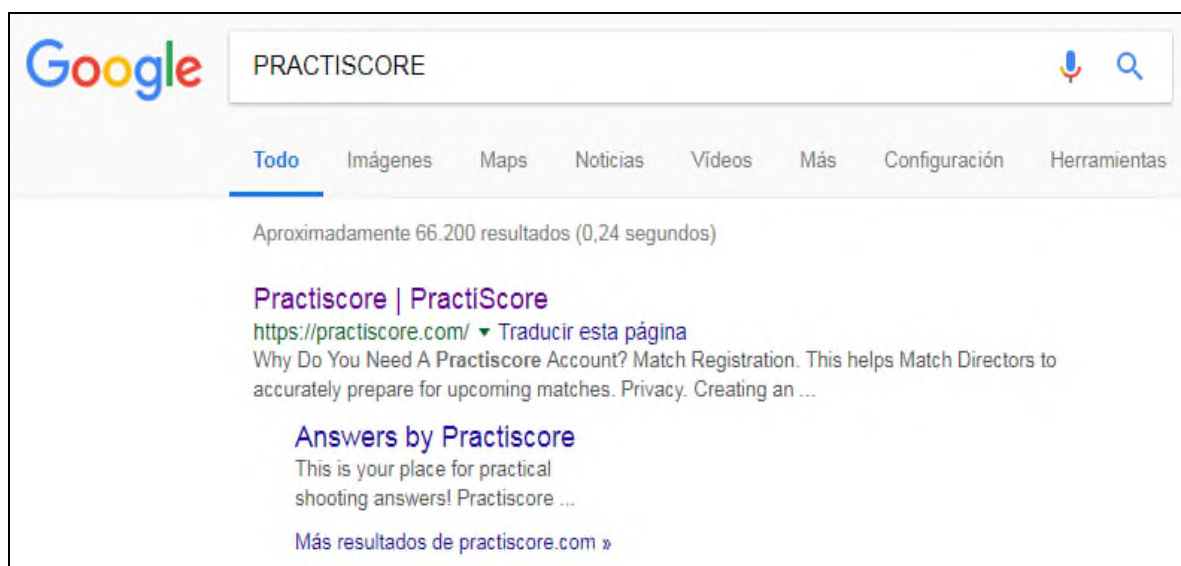 Google PRACTISCORE
Todo Imágenes Maps Noticias Vídeos Más Configuración Herramientas
Aproximadamente 66.200 resultados (0,24 segundos)
Practiscore | PractiScore
https://practiscore.com/ ▾ Traducir esta página
Why Do You Need A Practiscore Account? Match Registration. This helps Match Directors to
accurately prepare for upcoming matches. Privacy. Creating an ...
Answers by Practiscore
This is your place for practical
shooting answers! Practiscore ...
Más resultados de practiscore.com »